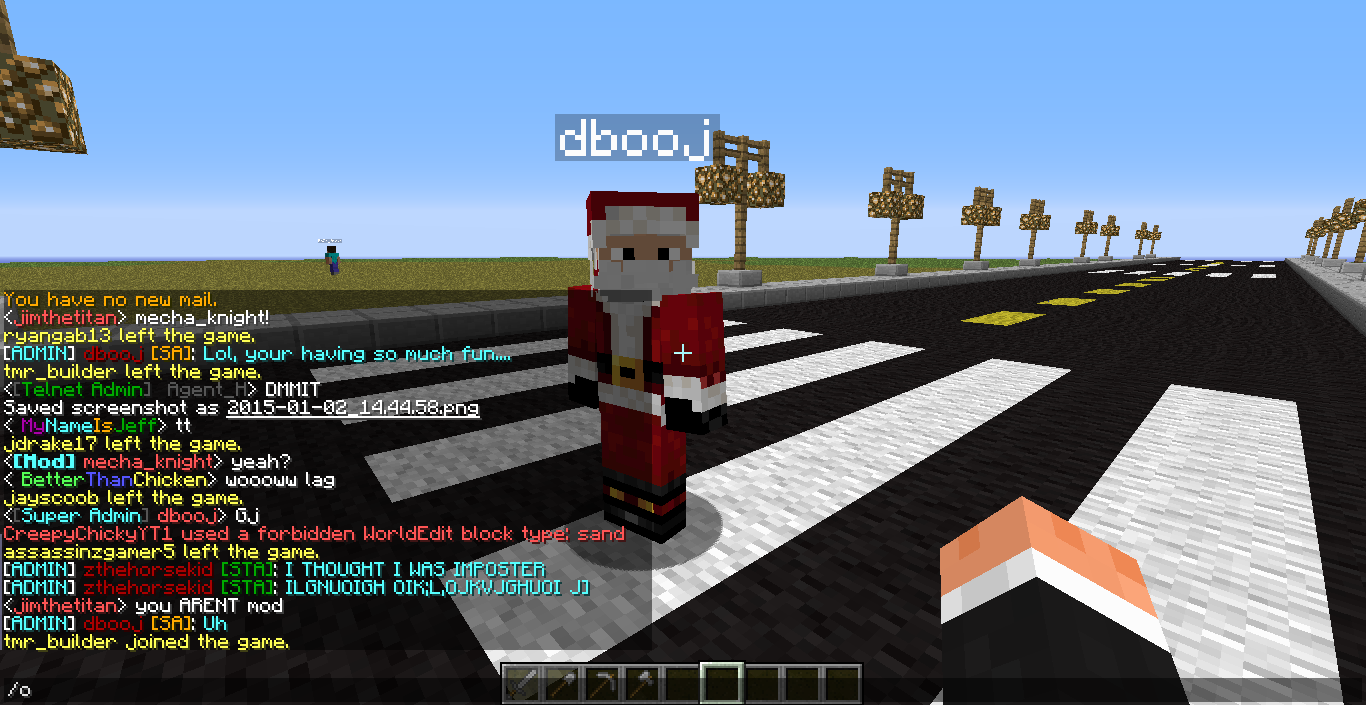 dbooj
You have no new mail.
<jimthetitan> mecha_knight!
ryangab13 left the game.
[ADMIN] dbooj [SA]: Lol, your having so much fun....
tmr_builder left the game.
<[Telnet Admin] Agent_H> DMMIT
Saved screenshot as 2015-01-02_14.44.58.png
< MyNameIsJeff> tt
jdrake17 left the game.
<[Mod] mecha_knight> yeah?
< BetterThanChicken> woooww lag
jayscoob left the game.
<[Super Admin] dbooj> Gj
CreepyChickyYT1 used a forbidden WorldEdit block type: sand
assassinzgamer5 left the game.
[ADMIN] zthehorsekid [STA]: I THOUGHT I WAS IMPOSTER
[ADMIN] zthehorsekid [STA]: ILGNUOIGH OIK;L,OJKVJGHUOI J]
<jimthetitan> you ARENT mod
[ADMIN] dbooj [SA]: Uh
tmr_builder joined the game.
/o